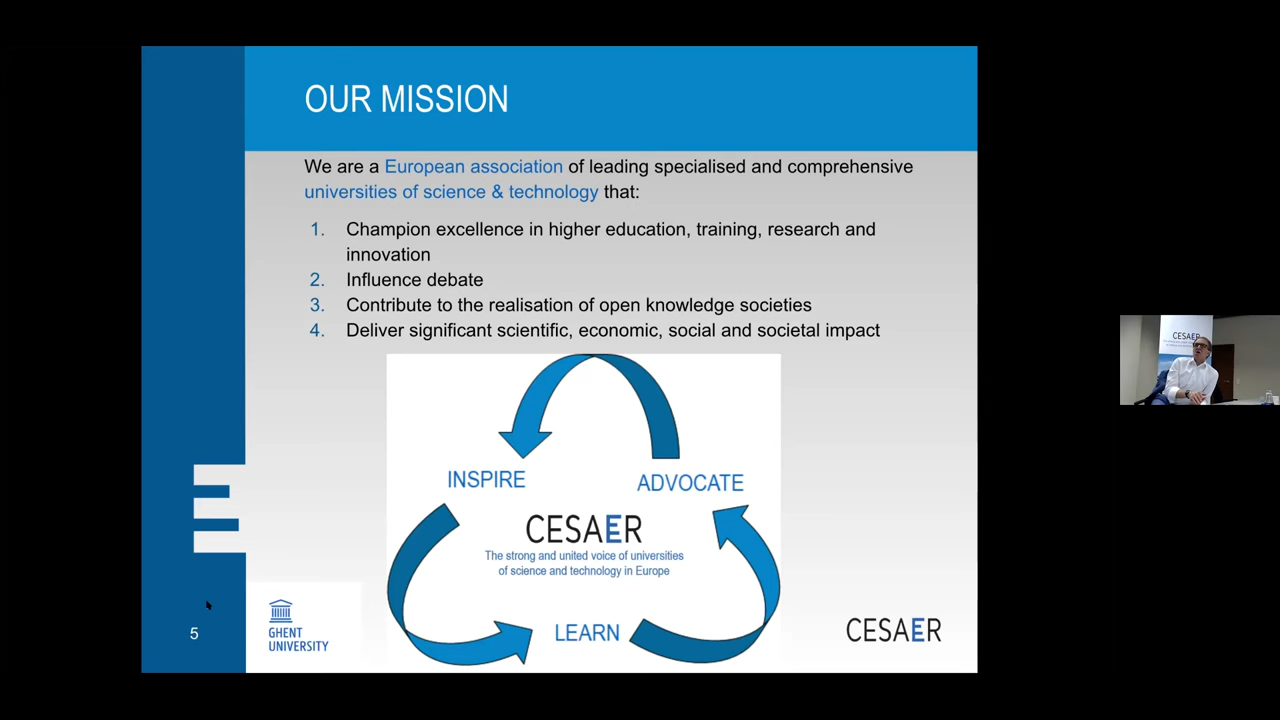 OUR MISSION
We are a European association of leading specialised and comprehensive
universities of science & technology that:
1. Champion excellence in higher education, training, research and
innovation
2. Influence debate
3. Contribute to the realisation of open knowledge societies
4. Deliver significant scientific, economic, social and societal impact
INSPIRE
ADVOCATE
CESAER
The strong and united voice of universities
of science and technology in Europe
LEARN
5
GHENT
UNIVERSITY
CESAER
CESAER